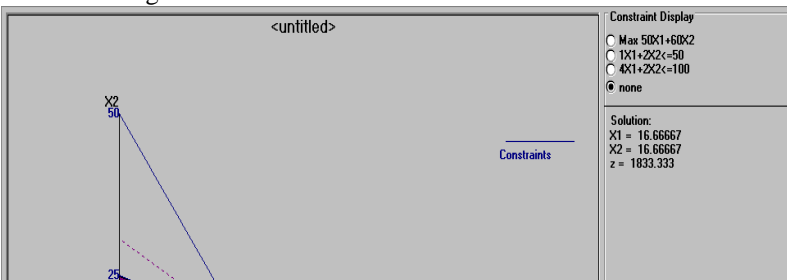 <untitled>
X2
50
25
Constraints
Constraint Display
Max 50X1+60X2
1X1+2X2<=50
4X1+2X2<=100
none
Solution:
X1 = 16.66667
X2 = 16.66667
z = 1833.333